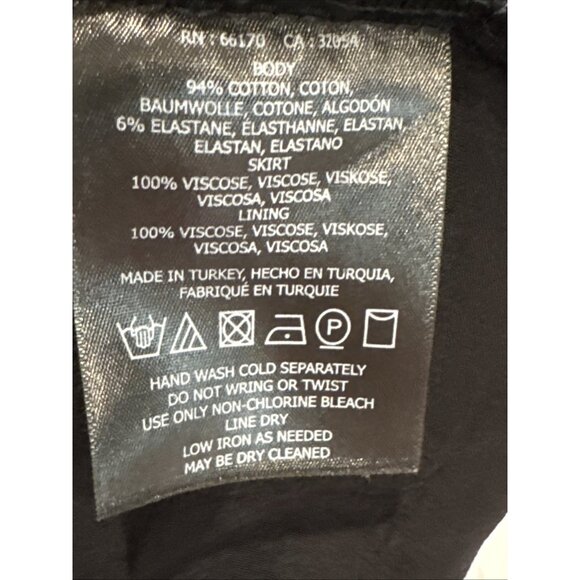 RN : 66170 CA : 32054
BODY
94% COTTON, COTON,
BAUMWOLLE, COTONE, ALGODÓN
6% ELASTANE, ÉLASTHANNE, ELASTAN,
ELASTAN, ELASTANO
SKIRT
100% VISCOSE, VISCOSE, VISKOSE,
VISCOSA, VISCOSA
LINING
100% VISCOSE, VISCOSE, VISKOSE,
VISCOSA, VISCOSA
MADE IN TURKEY, HECHO EN TURQUIA,
FABRIQUÉ EN TURQUIE
P
HAND WASH COLD SEPARATELY
DO NOT WRING OR TWIST
USE ONLY NON-CHLORINE BLEACH
LINE DRY
LOW IRON AS NEEDED
MAY BE DRY CLEANED